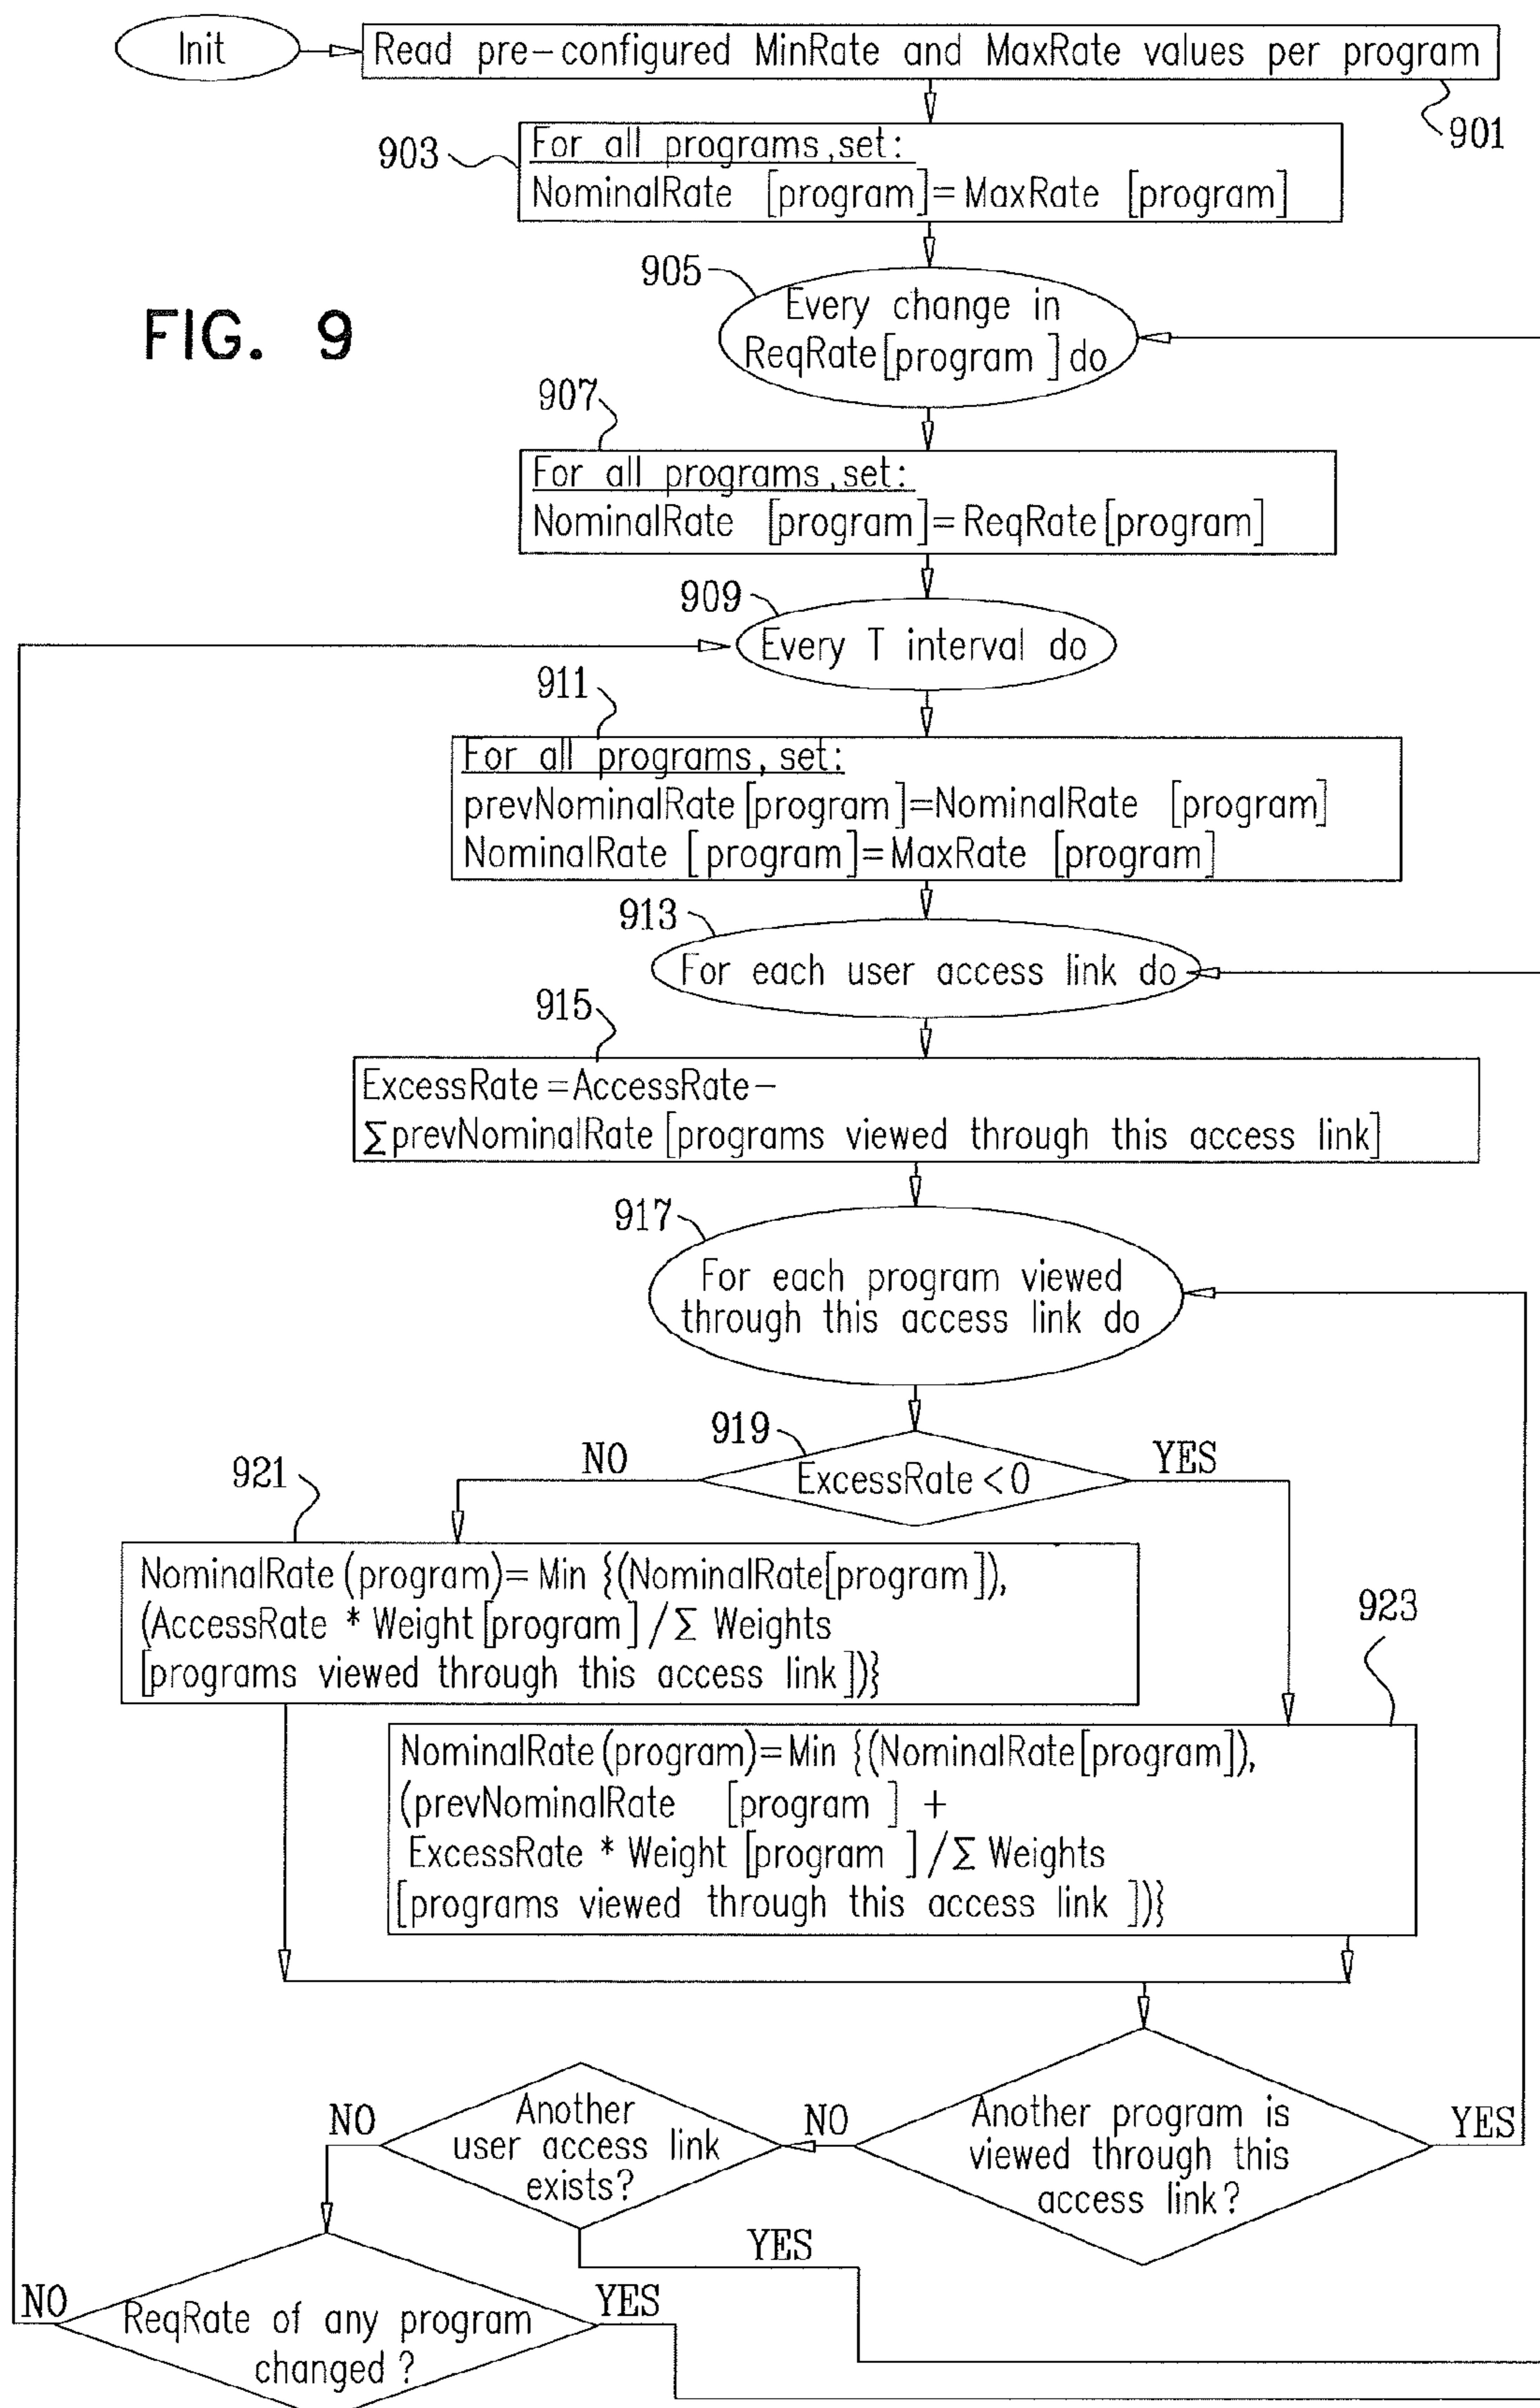 Init
Read pre-configured MinRate and MaxRate values per program
901
903
For all programs,set:
NominalRate [program]=MaxRate [program]
905
Every change in
ReqRate[program ]do
FIG. 9
907
For all programs,set:
NominalRate [program]=ReqRate[program]
909
Every T interval do
911
For all programs, set:
prevNominalRate[program]=NominalRate [program]
NominalRate [program]=MaxRate [program]
913
For each user access link do
915
ExcessRate=AccessRate-
∑prevNominalRate[programs viewed through this access link]
917
For each program viewed
through this access link do
919
NO
ExcessRate<0
YES
921
NominalRate(program)= Min {(NominalRate[program]),
(AccessRate * Weight[program]/∑ Weights
[programs viewed through this access link])}
923
NominalRate(program)=Min {(NominalRate[program]),
(prevNominalRate [program ] +
ExcessRate * Weight [program ]/∑ Weights
[programs viewed through this access link ])}
NO
Another
user access link
exists?
NO
Another program is
viewed through this
access link?
YES
YES
NO
ReqRate of any program
changed ?
YES